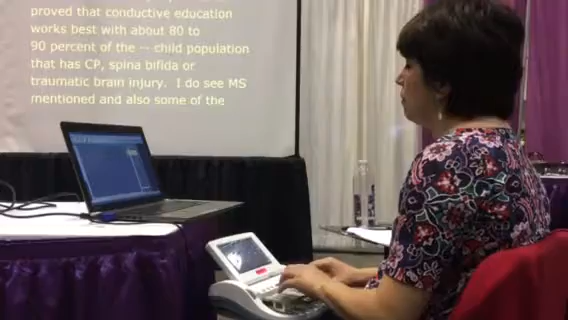 proved that conductive education
works best with about 80 to
90 percent of the -- child population
that has CP, spina bifida or
traumatic brain injury.  I do see MS
mentioned and also some of the